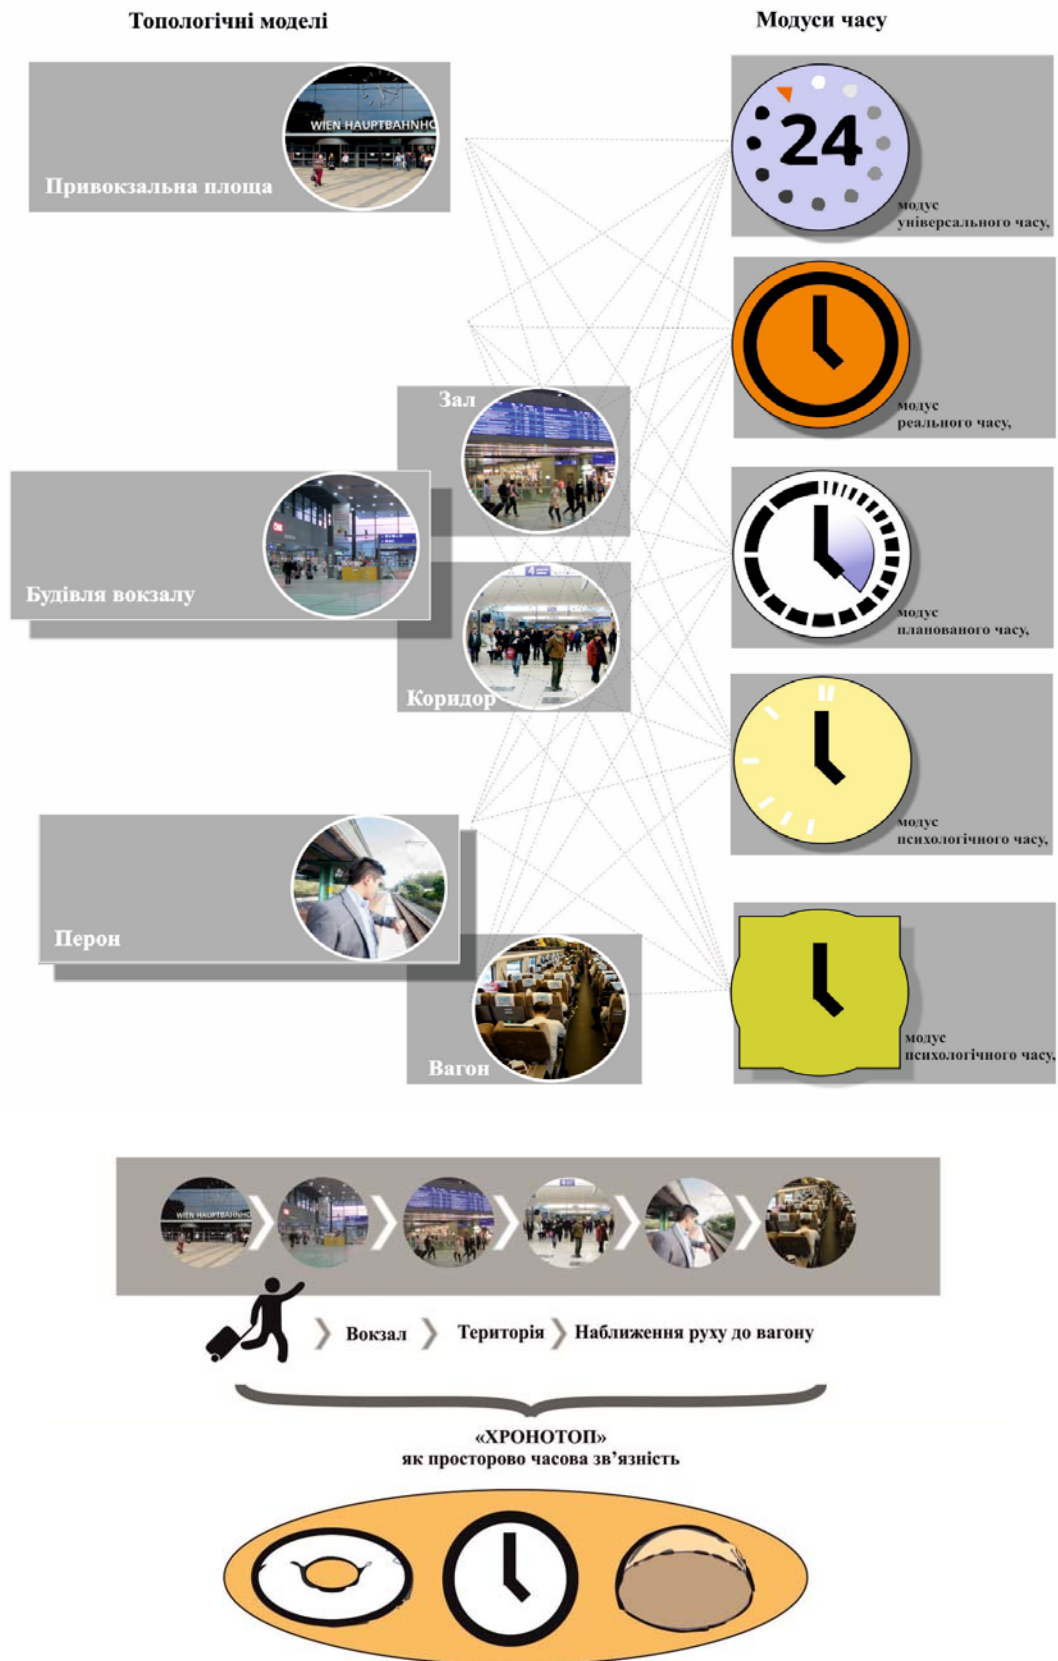 Топологічні моделі
Модуси часу
WIEN HAUPTBAHNHO
Привокзальна площа
24
модус
універсального часу,
модус
реального часу,
Зал
Будівля вокзалу
4
Коридор
модус
планованого часу,
модус
психологічного часу,
Перон
Вагон
модус
психологічного часу,
WIEN HAUPTBAHNHO
Вокзал
Територія
Наближення руху до вагону
«ХРОНОТОП»
як просторово часова зв’язність